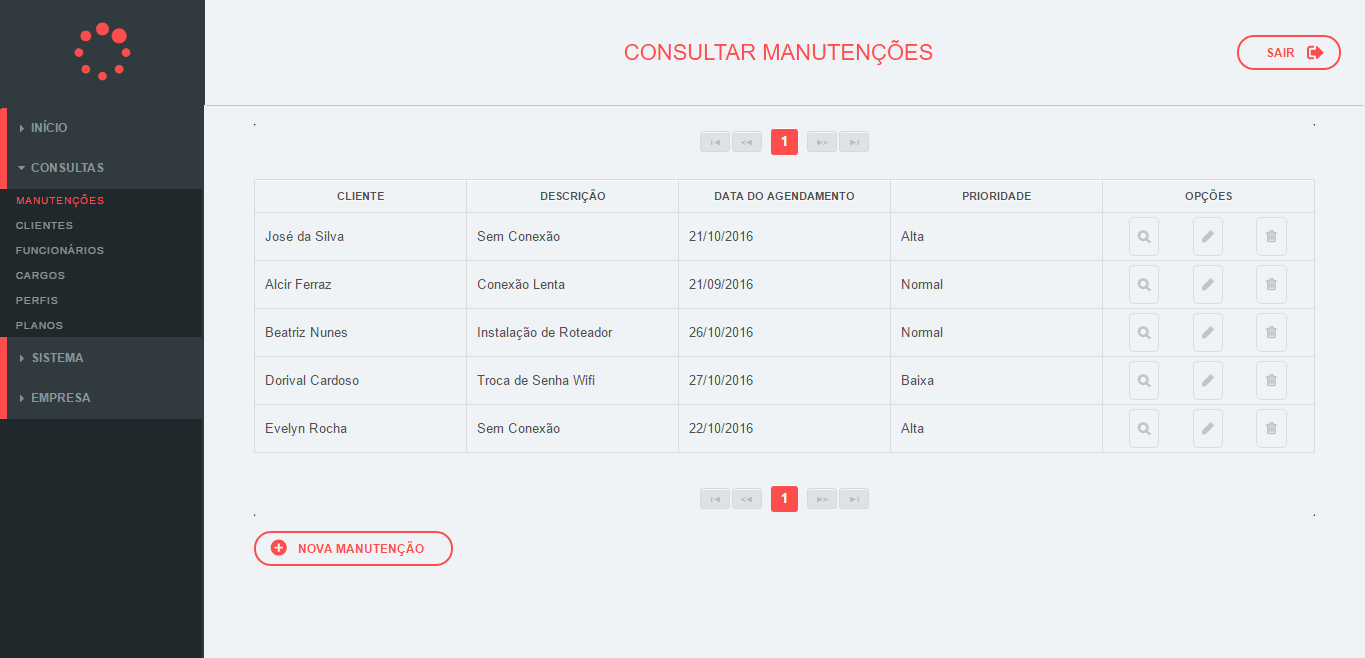 CONSULTAR MANUTENÇÕES
SAIR
INÍCIO
CONSULTAS
MANUTENÇÕES
CLIENTES
FUNCIONÁRIOS
CARGOS
PERFIS
PLANOS
SISTEMA
EMPRESA
1
CLIENTE DESCRIÇÃO DATA DO AGENDAMENTO PRIORIDADE OPÇÕES
José da Silva Sem Conexão 21/10/2016 Alta
Alcir Ferraz Conexão Lenta 21/09/2016 Normal
Beatriz Nunes Instalação de Roteador 26/10/2016 Normal
Dorival Cardoso Troca de Senha Wifi 27/10/2016 Baixa
Evelyn Rocha Sem Conexão 22/10/2016 Alta
1
NOVA MANUTENÇÃO